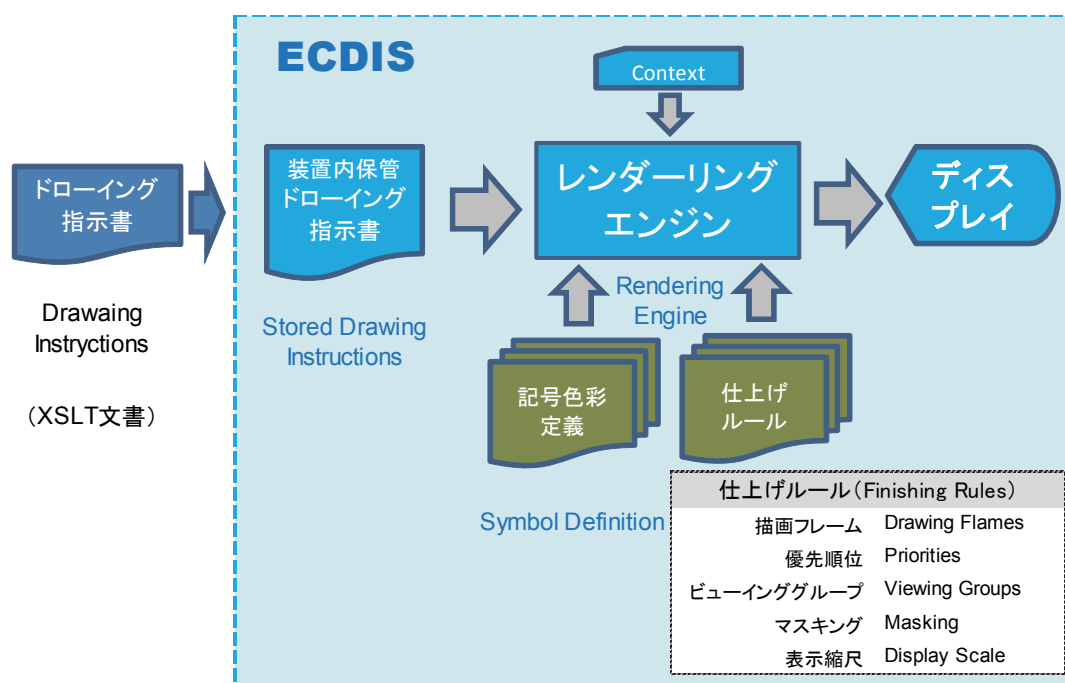 ECDIS
Context
ドローイング
指示書
装置内保管
ドローイング
指示書
レンダーリング
エンジン
ディス
プレイ
Drawaing
Instryctions
(XSLT文書)
Stored Drawing
Instructions
Rendering
Engine
記号色彩
定義
仕上げ
ルール
Symbol Definition
仕上げルール(Finishing Rules)
描画フレーム Drawing Flames
優先順位 Priorities
ビューインググループ Viewing Groups
マスキング Masking
表示縮尺 Display Scale